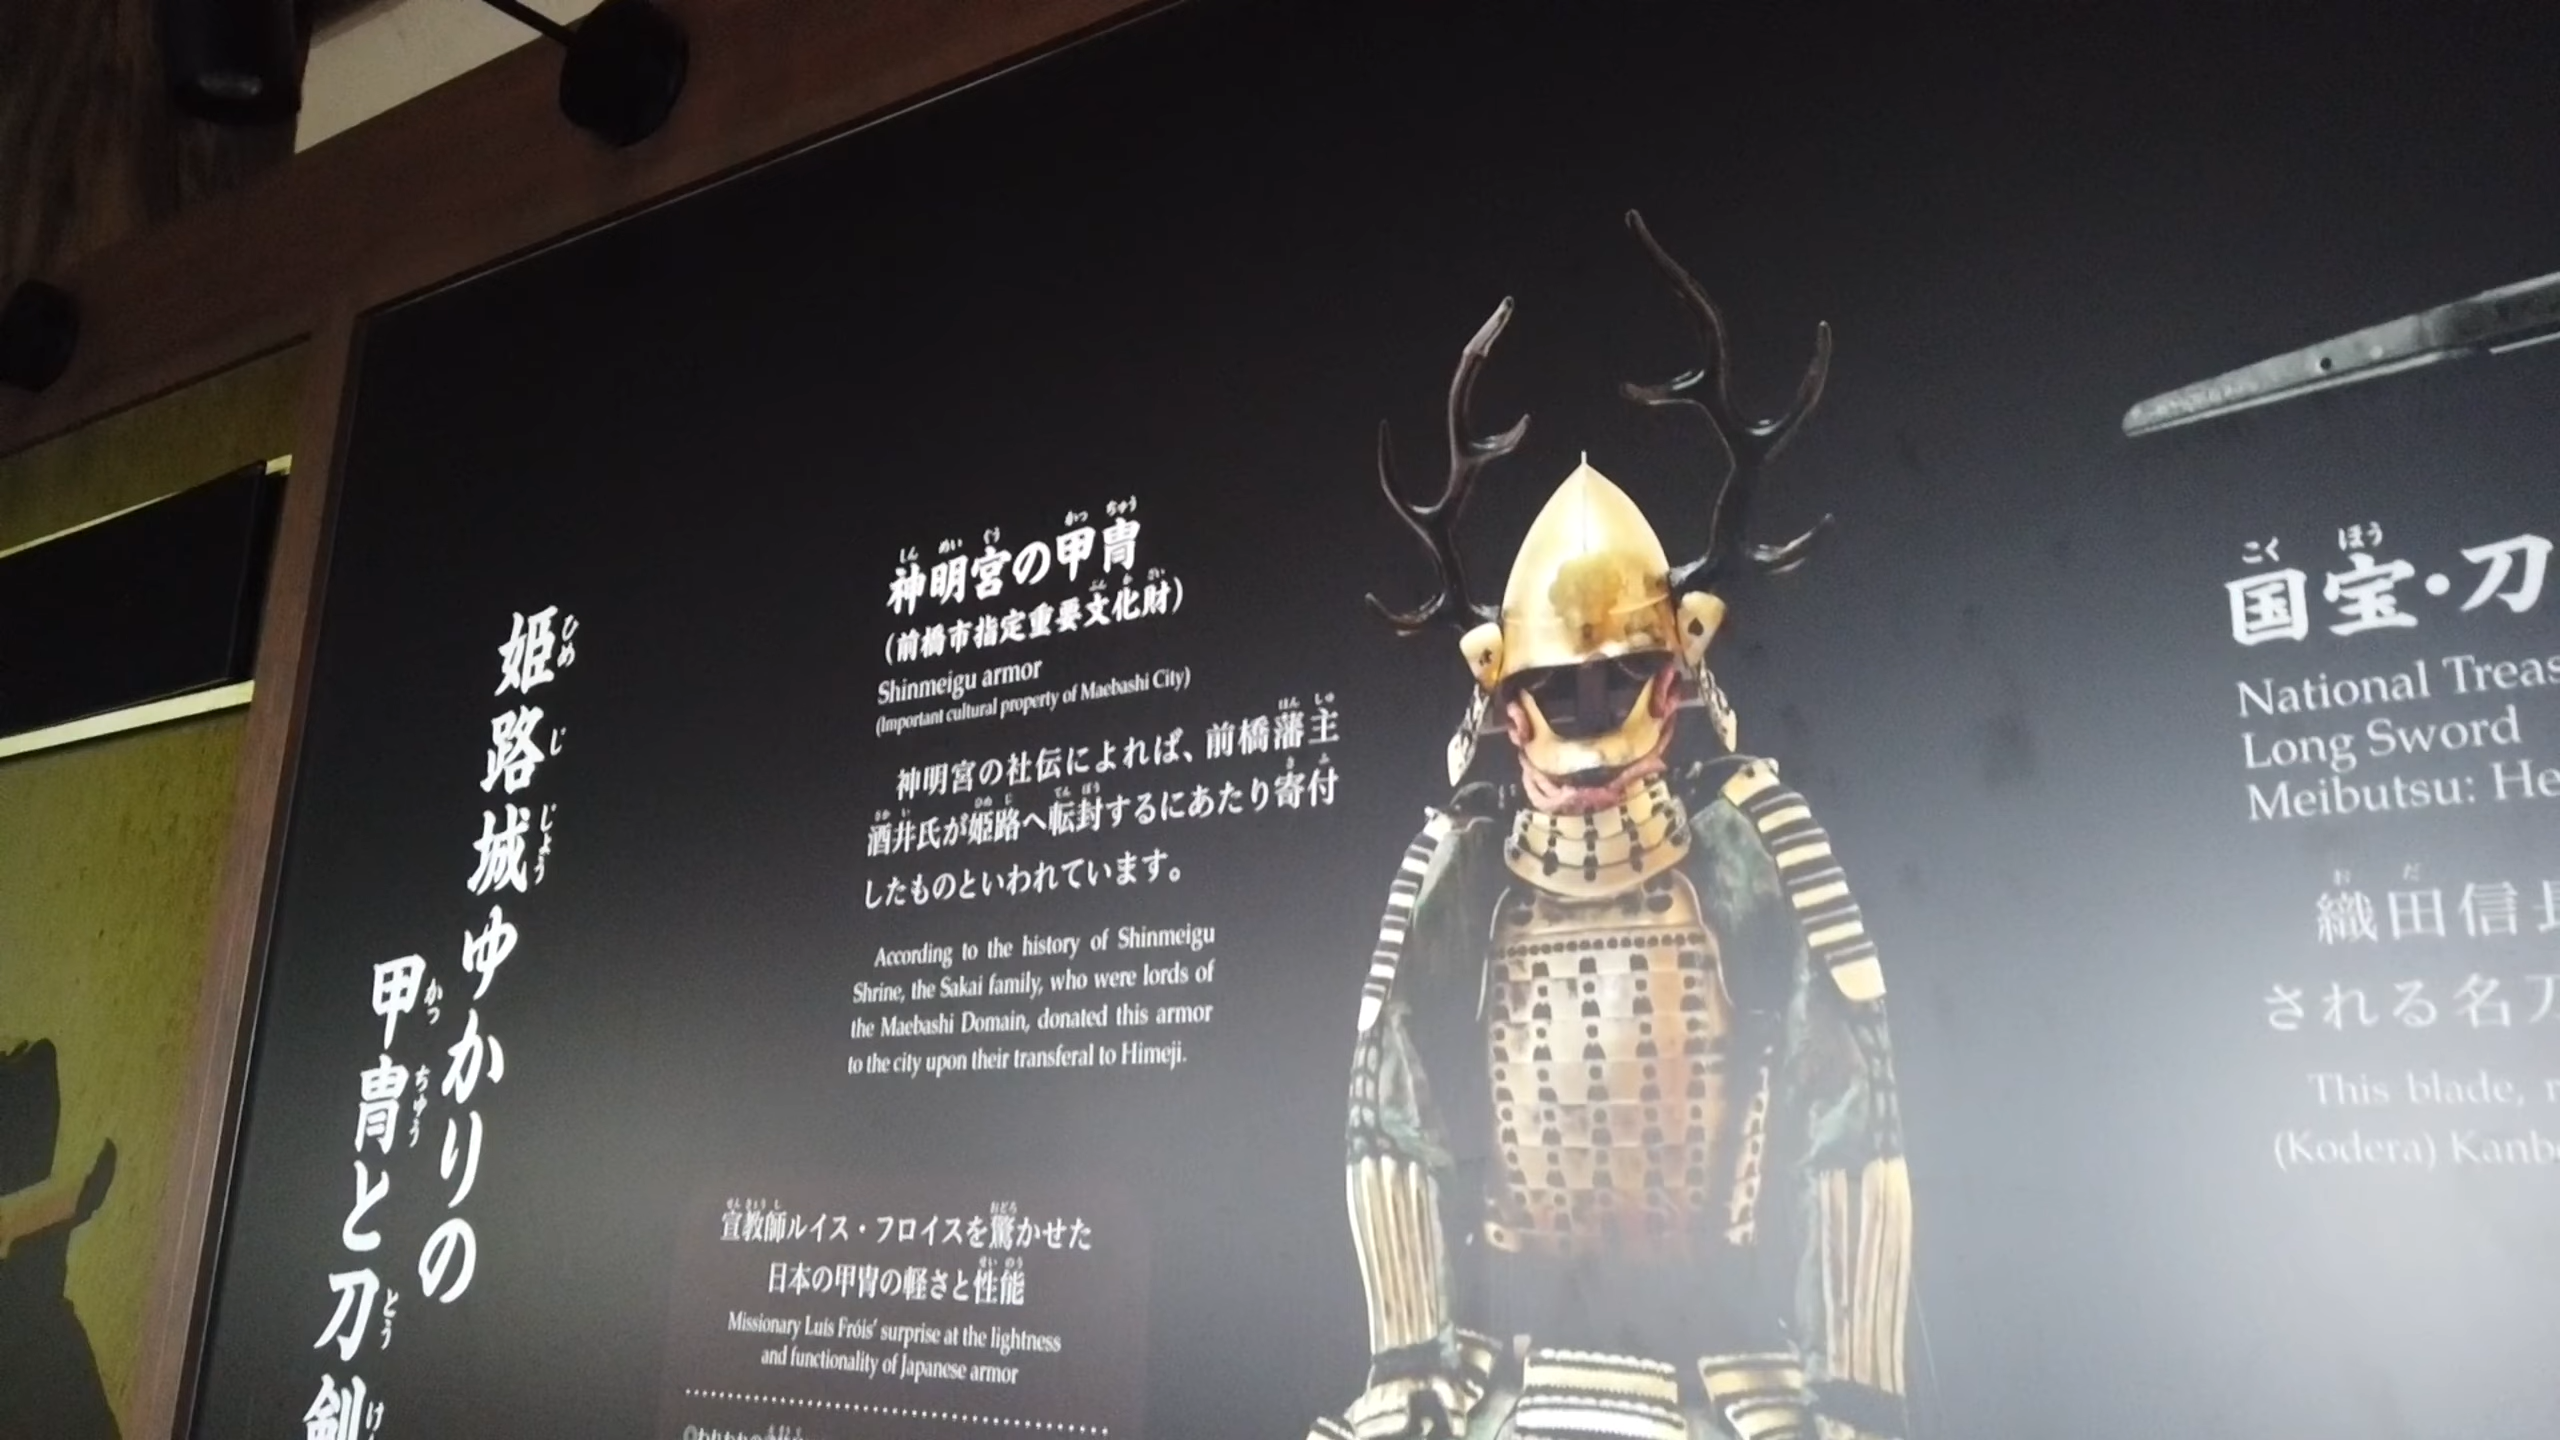 姫路城ゆかりの
甲冑と刀剣
神明宮の甲冑
(前橋市指定重要文化財)
Shinmeigu armor
(Important cultural property of Maebashi City)
神明宮の社伝によれば、前橋藩主
酒井氏が姫路へ転封するにあたり寄付
したものといわれています。
According to the history of Shinmeigu
Shrine, the Sakai family, who were lords of
the Maebashi Domain, donated this armor
to the city upon their transferal to Himeji.
宣教師ルイス・フロイスを驚かせた
日本の甲冑の軽さと性能
Missionary Luis Fróis' surprise at the lightness
and functionality of Japanese armor
国宝・刀
National Treas
Long Sword
Meibutsu: He
織田信長
される名刀
This blade, r
(Kodera) Kanb